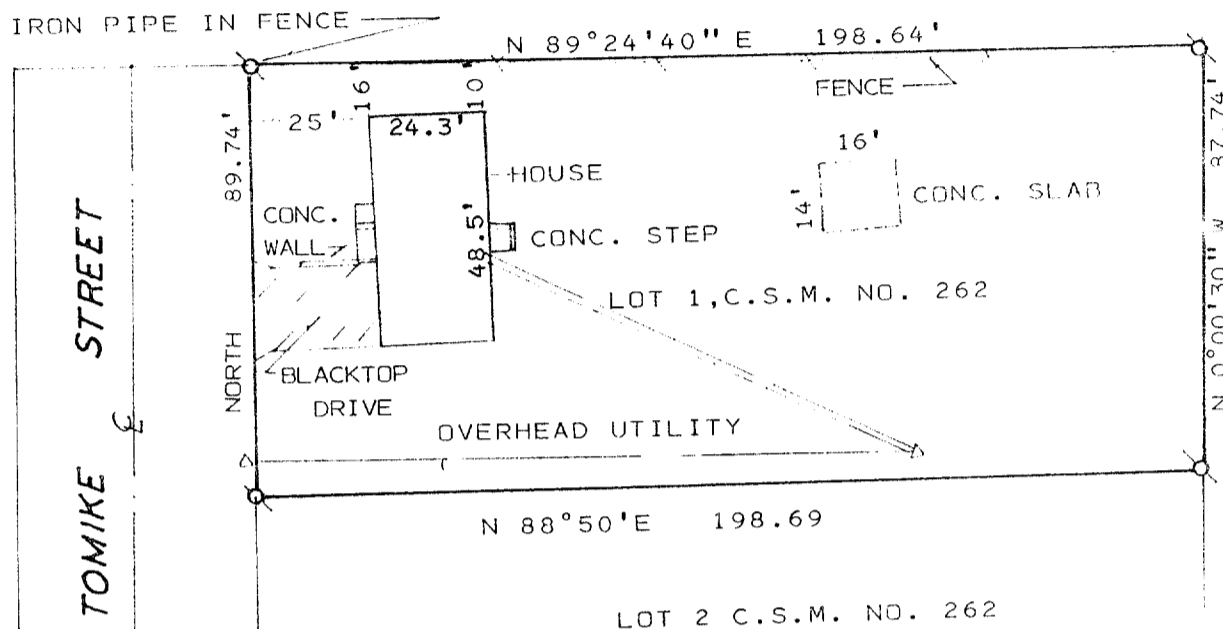 IRON PIPE IN FENCE
N 89°24'40" E 198.64'
FENCE
16'
10'
25'
24.3'
89.74'
87.74'
HOUSE
16'
14'
CONC. SLAB
CONC.
WALL
CONC. STEP
48.5'
LOT 1, C.S.M. NO. 262
N 0°00'30" W
TOMIKE STREET
NORTH
BLACKTOP
DRIVE
OVERHEAD UTILITY
N 88°50'E 198.69
LOT 2 C.S.M. NO. 262